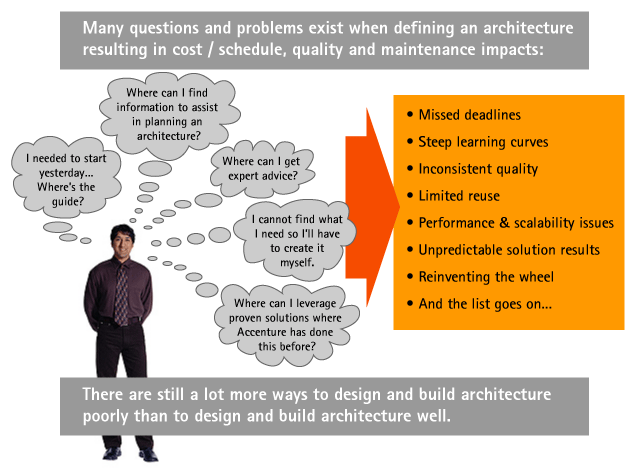 Many questions and problems exist when defining an architecture
resulting in cost / schedule, quality and maintenance impacts:
Where can I find
information to assist
in planning an
architecture?
I needed to start
yesterday...
Where's the
guide?
Where can I get
expert advice?
I cannot find what
I need so I'll have
to create it
myself.
Where can I leverage
proven solutions where
Accenture has done
this before?
• Missed deadlines
• Steep learning curves
• Inconsistent quality
• Limited reuse
• Performance & scalability issues
• Unpredictable solution results
• Reinventing the wheel
• And the list goes on...
There are still a lot more ways to design and build architecture
poorly than to design and build architecture well.